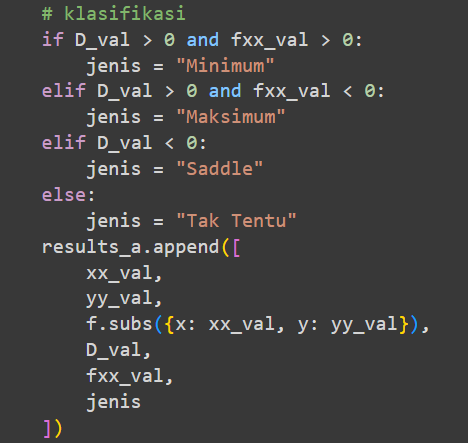 # klasifikasi
if D_val > 0 and fxx_val > 0:
    jenis = "Minimum"
elif D_val > 0 and fxx_val < 0:
    jenis = "Maksimum"
elif D_val < 0:
    jenis = "Saddle"
else:
    jenis = "Tak Tentu"
results_a.append([
    xx_val,
    yy_val,
    f.subs({x: xx_val, y: yy_val}),
    D_val,
    fxx_val,
    jenis
])